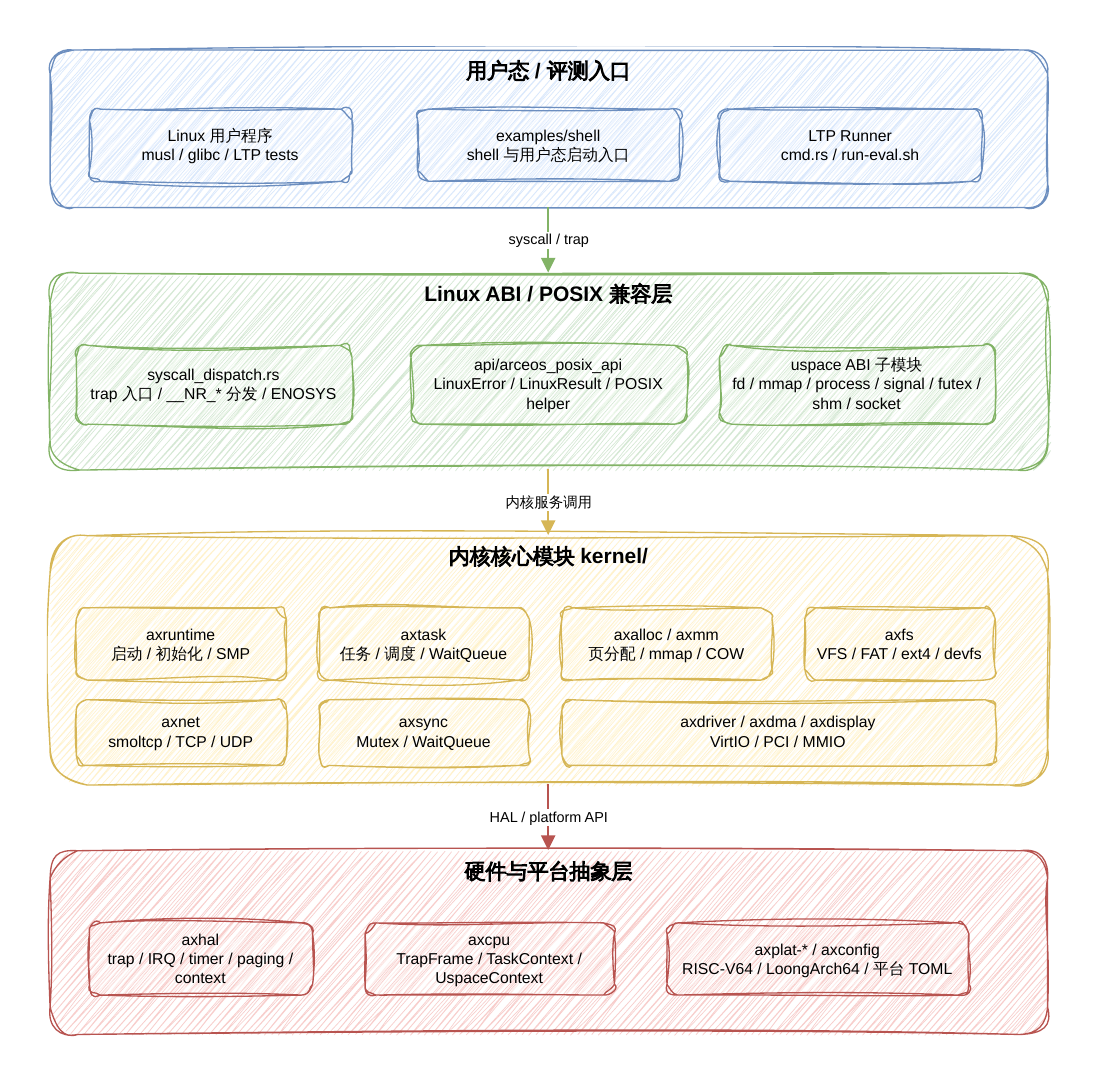 用户态 / 评测入口
Linux 用户程序
musl / glibc / LTP tests
examples/shell
shell 与用户态启动入口
LTP Runner
cmd.rs / run-eval.sh
syscall / trap
Linux ABI / POSIX 兼容层
syscall_dispatch.rs
trap 入口 / __NR_* 分发 / ENOSYS
api/arceos_posix_api
LinuxError / LinuxResult / POSIX
helper
uspace ABI 子模块
fd / mmap / process / signal / futex /
shm / socket
内核服务调用
内核核心模块 kernel/
axruntime
启动 / 初始化 / SMP
axtask
任务 / 调度 / WaitQueue
axalloc / axmm
页分配 / mmap / COW
axfs
VFS / FAT / ext4 / devfs
axnet
smoltcp / TCP / UDP
axsync
Mutex / WaitQueue
axdriver / axdma / axdisplay
VirtIO / PCI / MMIO
HAL / platform API
硬件与平台抽象层
axhal
trap / IRQ / timer / paging /
context
axcpu
TrapFrame / TaskContext /
UspaceContext
axplat-* / axconfig
RISC-V64 / LoongArch64 / 平台 TOML